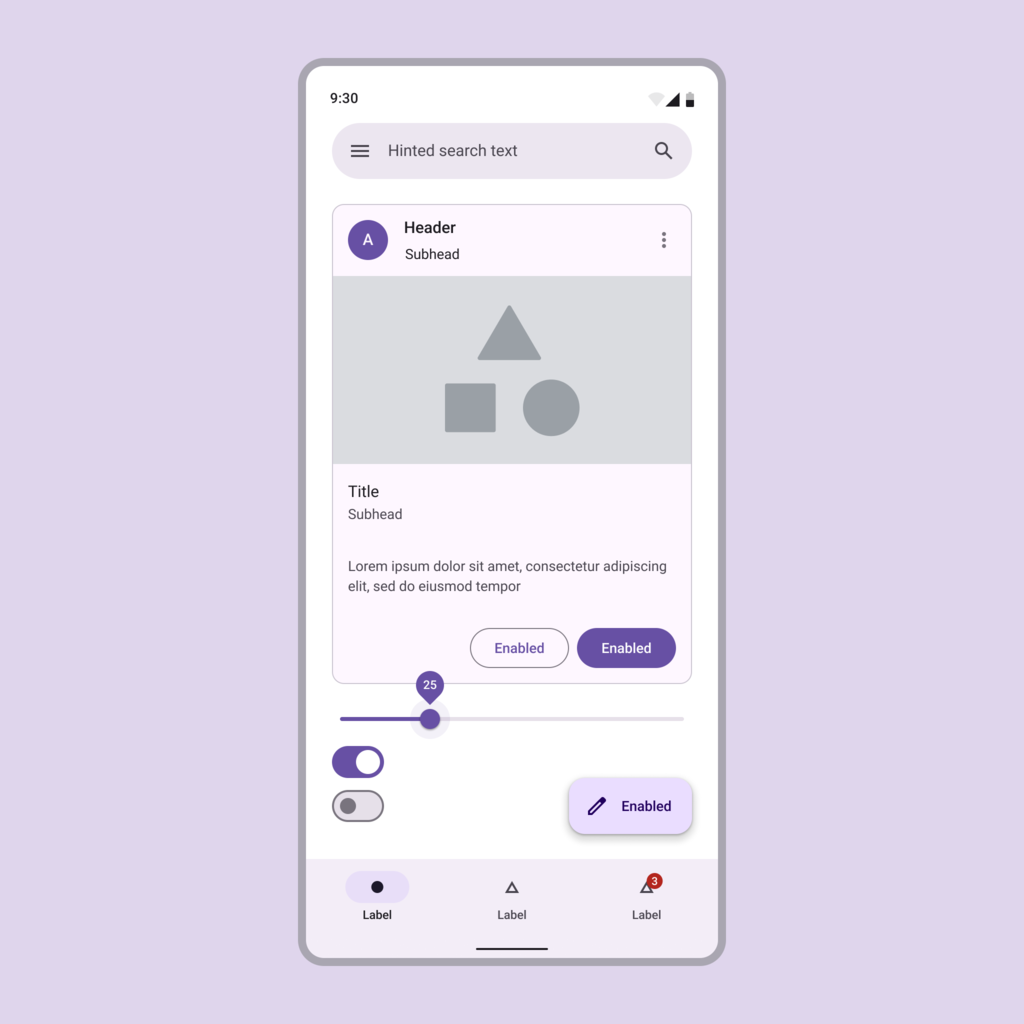 9:30
Hinted search text
A
Header
Subhead
Title
Subhead
Lorem ipsum dolor sit amet, consectetur adipiscing
elit, sed do eiusmod tempor
Enabled Enabled
25
Enabled
3
Label Label Label